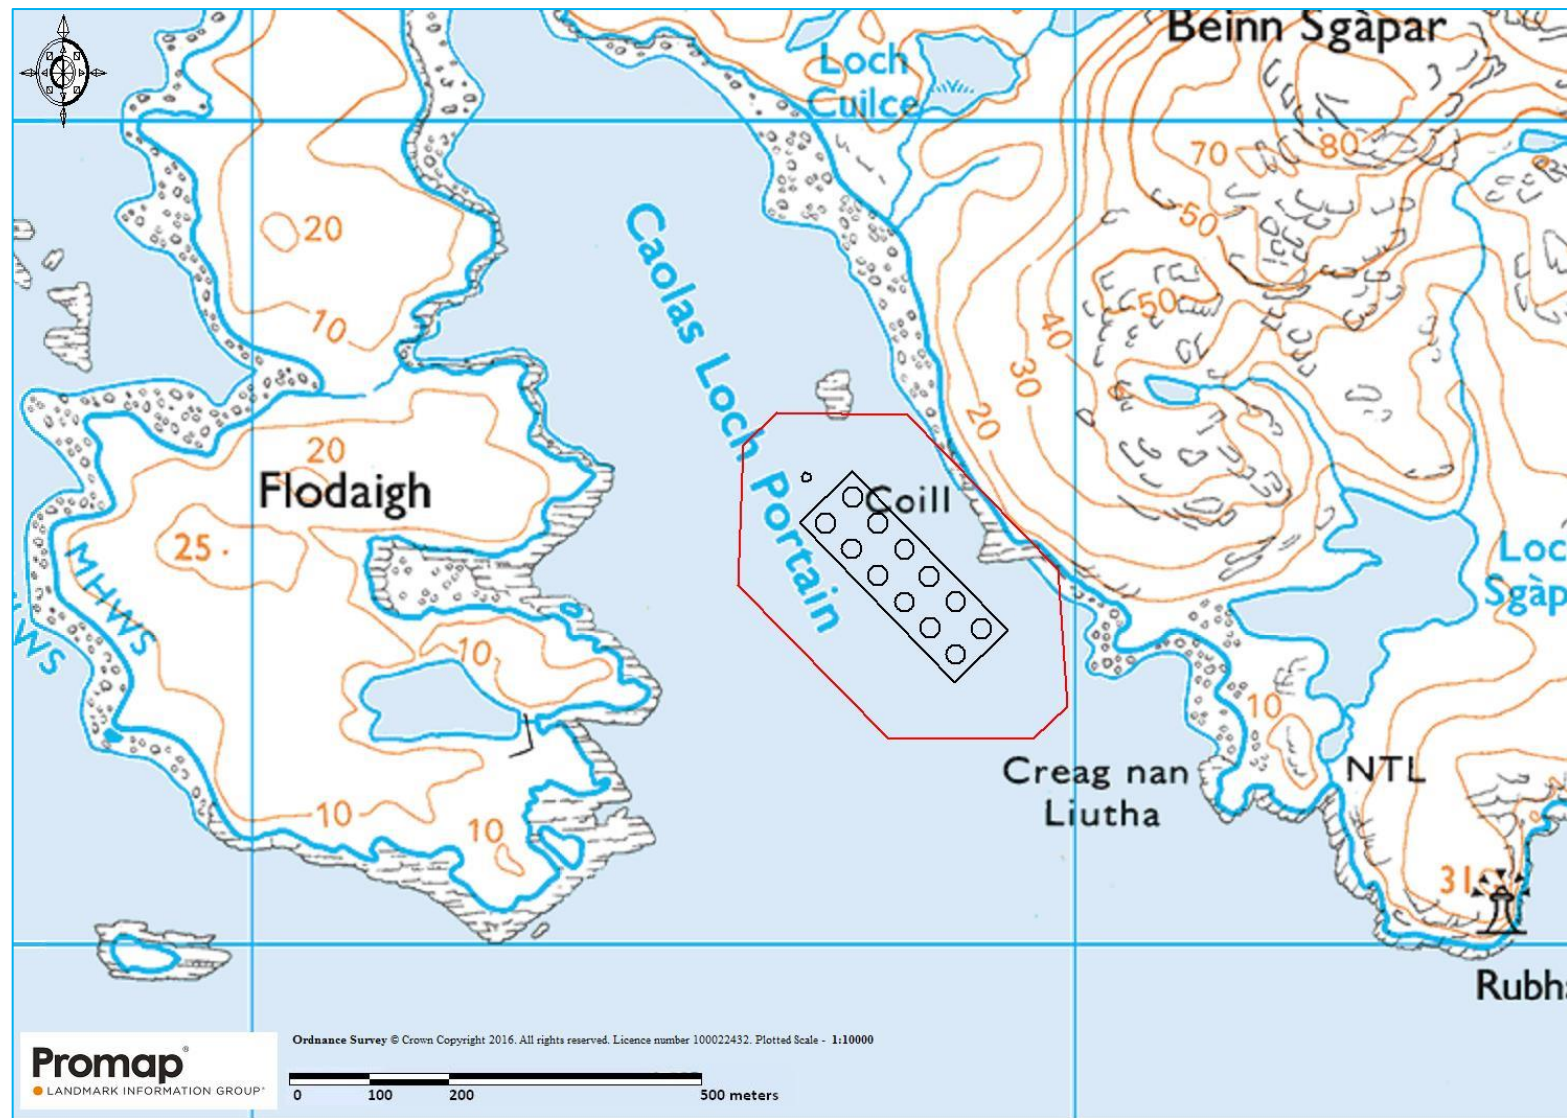 Beinn Sgàpar
Loch
Cuilce
70
80
20
50
Caolas Loch Portain
10
50
40
30
20
20
Flodaigh
Coill
25
Loc
Sgàp
MHWS
WS
10
10
Creag nan
Liutha
NTL
10
10
31
Rubh
Promap®
LANDMARK INFORMATION GROUP®
Ordnance Survey © Crown Copyright 2016. All rights reserved. Licence number 100022432. Plotted Scale - 1:10000
0 100 200 500 meters